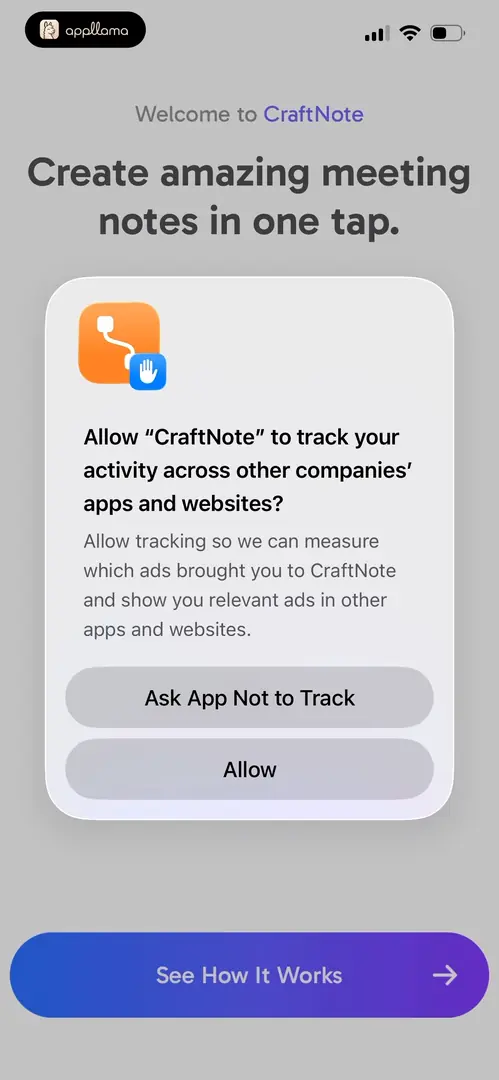 appllama
Welcome to CraftNote
Create amazing meeting
notes in one tap.
Allow “CraftNote” to track your
activity across other companies’
apps and websites?
Allow tracking so we can measure
which ads brought you to CraftNote
and show you relevant ads in other
apps and websites.
Ask App Not to Track
Allow
See How It Works